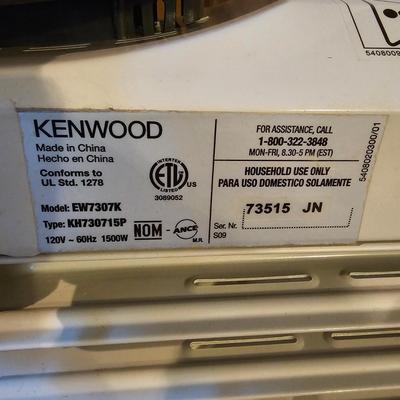 5408009
KENWOOD
Made in China
Hecho en China
Conforms to
UL Std. 1278
INTERTEK
ETL
US
3089052
Model: EW7307K
Type: KH730715P
120V ~ 60Hz 1500W
NOM - ANCE
M.R.
FOR ASSISTANCE, CALL
1-800-322-3848
MON-FRI, 8.30-5 PM (EST)
HOUSEHOLD USE ONLY
PARA USO DOMESTICO SOLAMENTE
73515 JN
Ser. Nr.
S09
5408020300/01